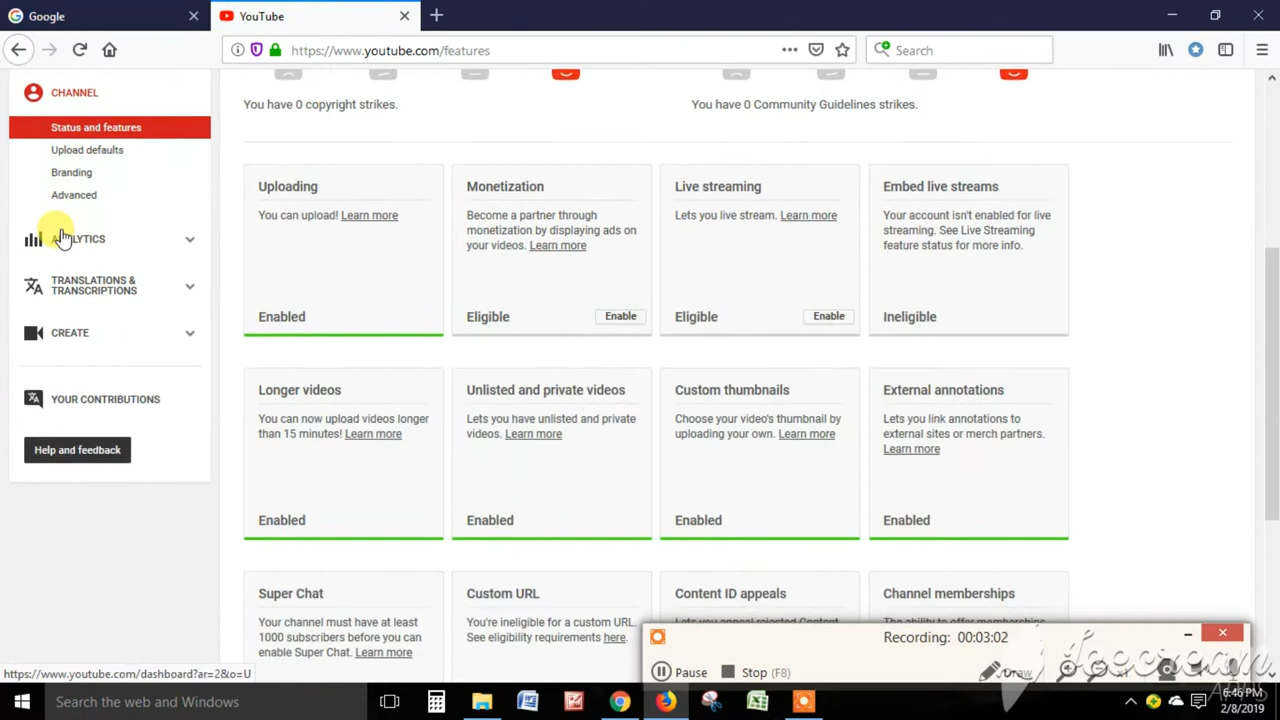 Google
YouTube
https://www.youtube.com/features
Search
CHANNEL
Status and features
Upload defaults
Branding
Advanced
ANALYTICS
TRANSLATIONS &
TRANSCRIPTIONS
CREATE
YOUR CONTRIBUTIONS
Help and feedback
You have 0 copyright strikes.
You have 0 Community Guidelines strikes.
Uploading
You can upload! Learn more
Enabled
Monetization
Become a partner through
monetization by displaying ads on
your videos. Learn more
Eligible
Enable
Live streaming
Lets you live stream. Learn more
Eligible
Enable
Embed live streams
Your account isn't enabled for live
streaming. See Live Streaming
feature status for more info.
Ineligible
Longer videos
You can now upload videos longer
than 15 minutes! Learn more
Enabled
Unlisted and private videos
Lets you have unlisted and private
videos. Learn more
Enabled
Custom thumbnails
Choose your video's thumbnail by
uploading your own. Learn more
Enabled
External annotations
Lets you link annotations to
external sites or merch partners.
Learn more
Enabled
Super Chat
Your channel must have at least
1000 subscribers before you can
enable Super Chat. Learn more
Custom URL
You're ineligible for a custom URL.
See eligibility requirements here.
Content ID appeals
Channel memberships
Recording: 00:03:02
Pause
Stop (F8)
Draw
Icecream
APPS
https://www.youtube.com/dashboard?ar=2&o=U
Search the web and Windows
6:46 PM
2/8/2019